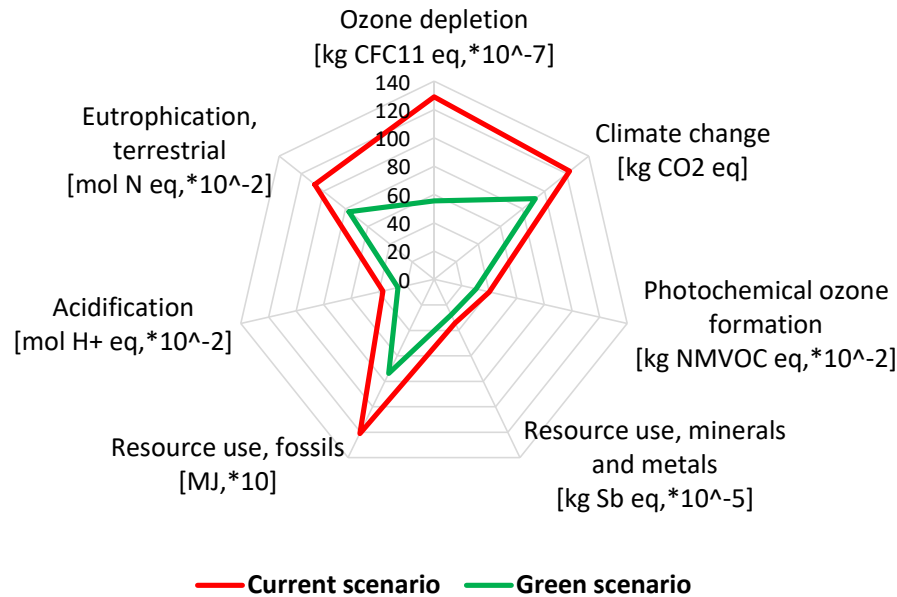 Ozone depletion
[kg CFC11 eq,*10^-7]
Climate change
[kg CO2 eq]
Photochemical ozone
formation
[kg NMVOC eq,*10^-2]
Resource use, minerals
and metals
[kg Sb eq,*10^-5]
Resource use, fossils
[MJ,*10]
Acidification
[mol H+ eq,*10^-2]
Eutrophication,
terrestrial
[mol N eq,*10^-2]
140
120
100
80
60
40
20
0
Current scenario
Green scenario